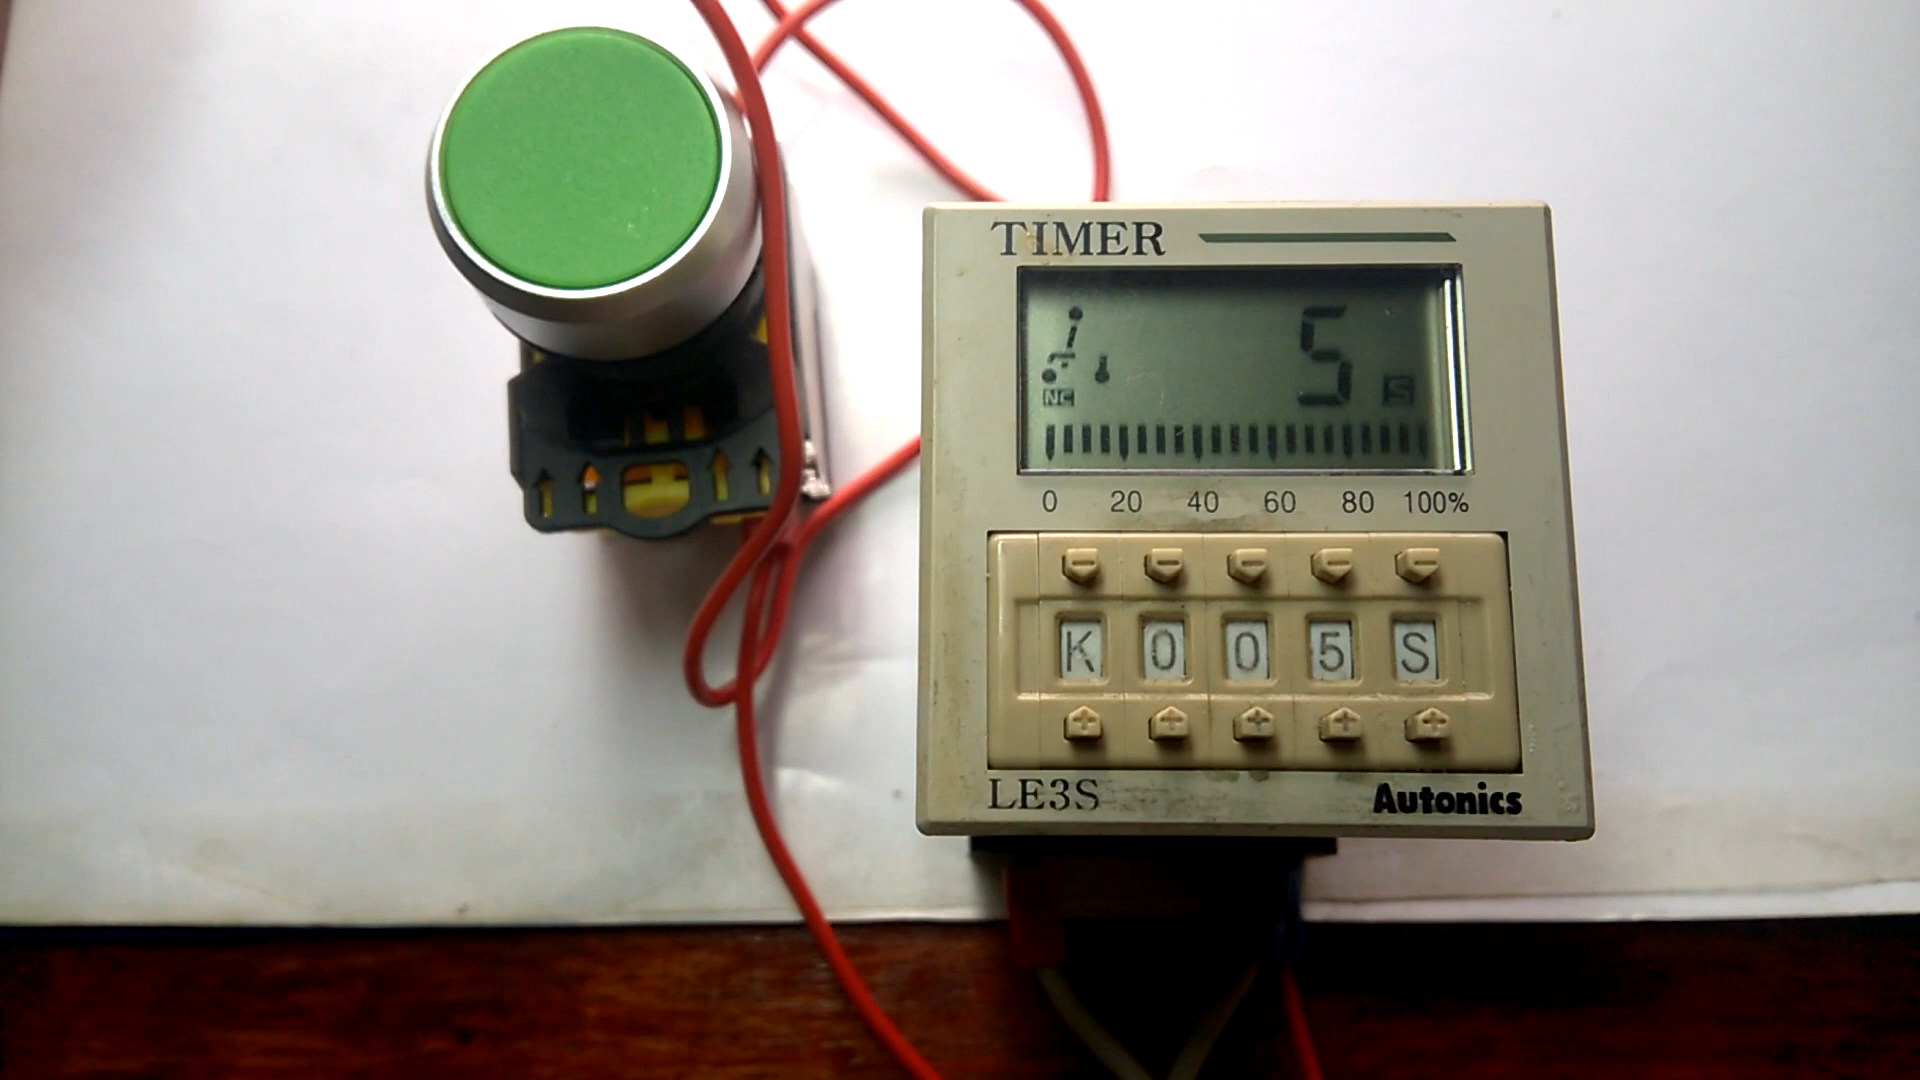 TIMER
5 S
NC
0 20 40 60 80 100%
- - - - -
K 0 0 5 S
+ + + + +
LE3S Autonics